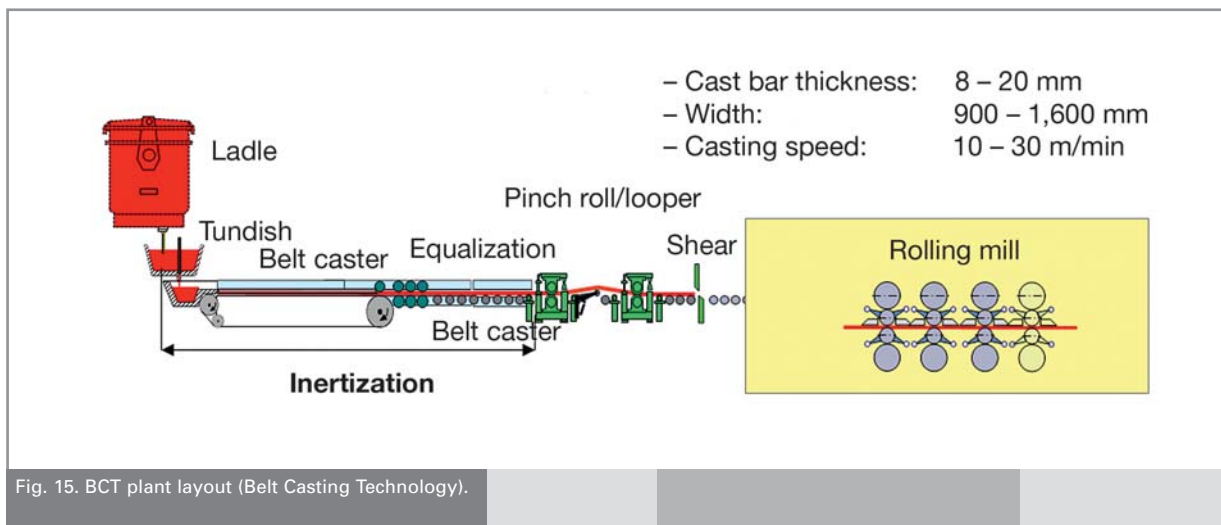 – Cast bar thickness: 8 – 20 mm
– Width: 900 – 1,600 mm
– Casting speed: 10 – 30 m/min
Ladle
Pinch roll/looper
Tundish
Belt caster
Equalization
Shear
Rolling mill
Belt caster
Inertization
Fig. 15. BCT plant layout (Belt Casting Technology).